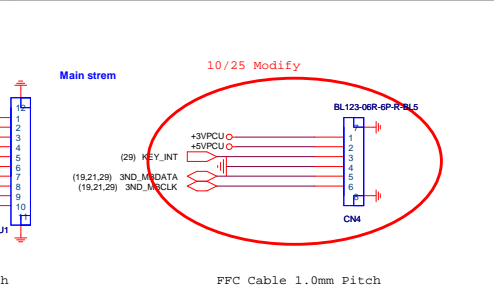 10/25 Modify
Main strem
BL123-06R-6P-R-BL5
12
1
2
3
4
5
6
7
8
9
10
11
U1
+3VPCU
+5VPCU
(29) KEY_INT
(19,21,29) 3ND_MBDATA
(19,21,29) 3ND_MBCLK
7
1
2
3
4
5
6
8
CN4
h
FFC Cable 1.0mm Pitch